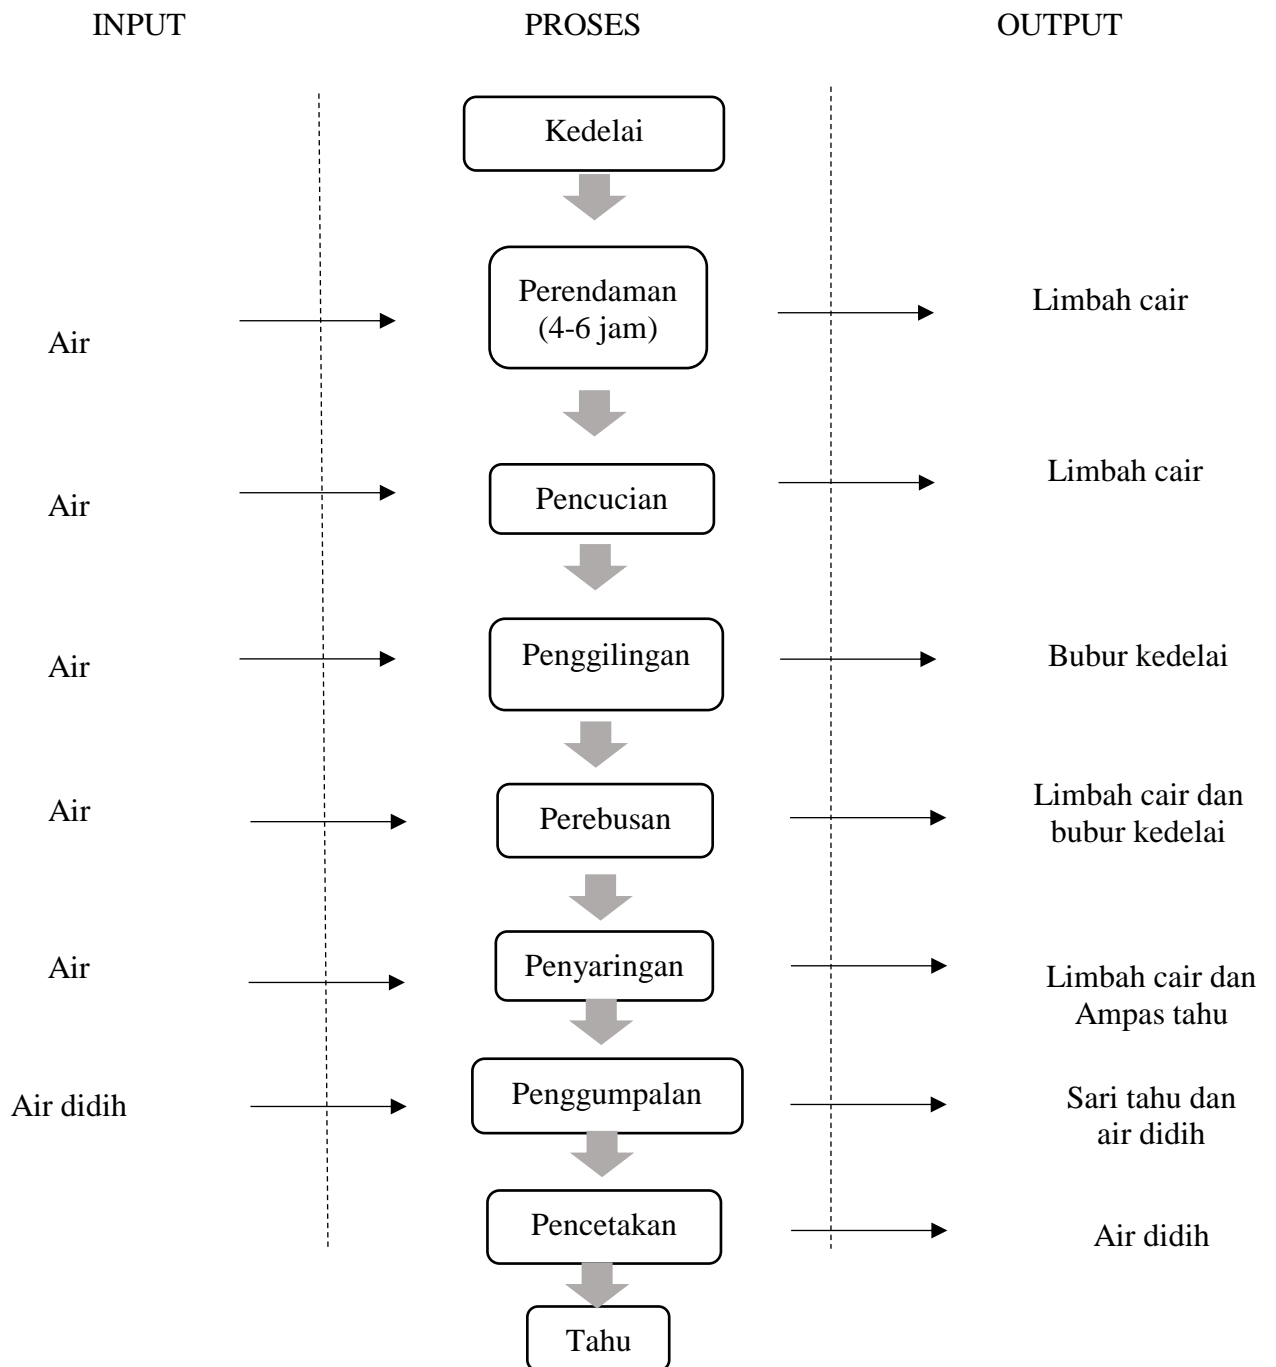 INPUT
PROSES
OUTPUT
Kedelai
Air
Perendaman
(4-6 jam)
Limbah cair
Air
Pencucian
Limbah cair
Air
Penggilingan
Bubur kedelai
Air
Perebusan
Limbah cair dan
bubur kedelai
Air
Penyaringan
Limbah cair dan
Ampas tahu
Air didih
Penggumpalan
Sari tahu dan
air didih
Pencetakan
Air didih
Tahu